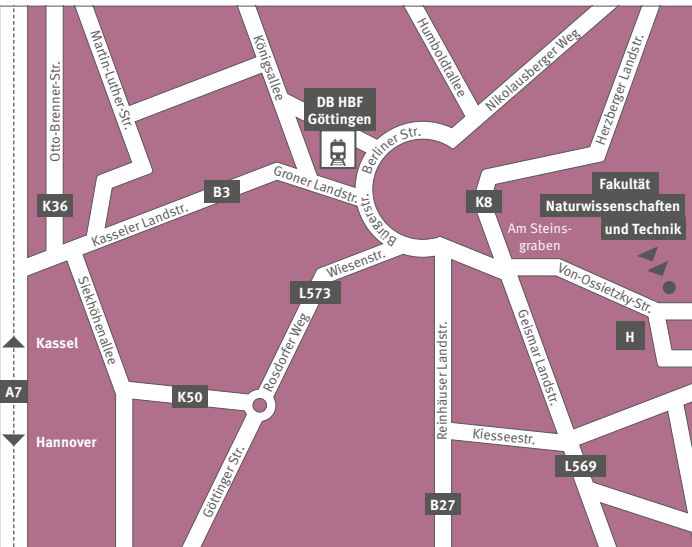 Otto-Brenner-Str.
Martin-Luther-Str.
Königsallee
Humboldtallee
Nikolausberger Weg
Herzberger Landstr.
DB HBF
Göttingen
Berliner Str.
Groner Landstr.
B3
K36
Kasseler Landstr.
Bürgerstr.
K8
Fakultät
Naturwissenschaften
und Technik
Am Steins-
graben
Wiesenstr.
L573
Von-Ossietzky-Str.
Siekhöhenallee
Rosdorfer Weg
Reinhäuser Landstr.
Geismar Landstr.
H
Kassel
A7
K50
Hannover
Göttinger Str.
Kiesseestr.
L569
B27